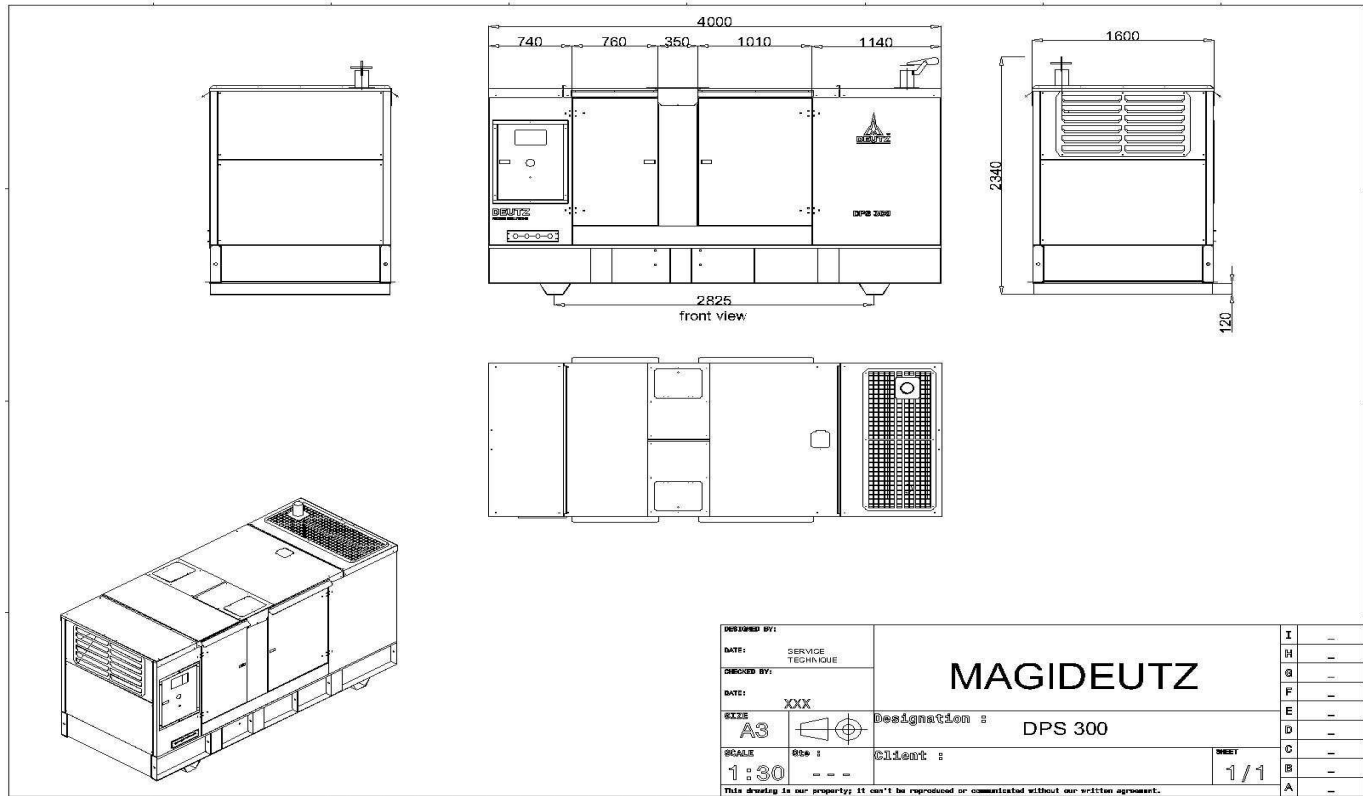 4000
740 760 350 1010 1140
1600
2340
DEUTZ
DEUTZ
DPS 300
2825
front view
120
DESIGNED BY:
DATE: SERVICE TECHNIQUE
CHECKED BY:
DATE:
XXX
SIZE
A3
SCALE
1:30
Qte :
---
MAGIDEUTZ
Designation : DPS 300
Client :
SHEET
1/1
This drawing is our property; it can't be reproduced or communicated without our written agreement.
I _
H _
G _
F _
E _
D _
C _
B _
A _